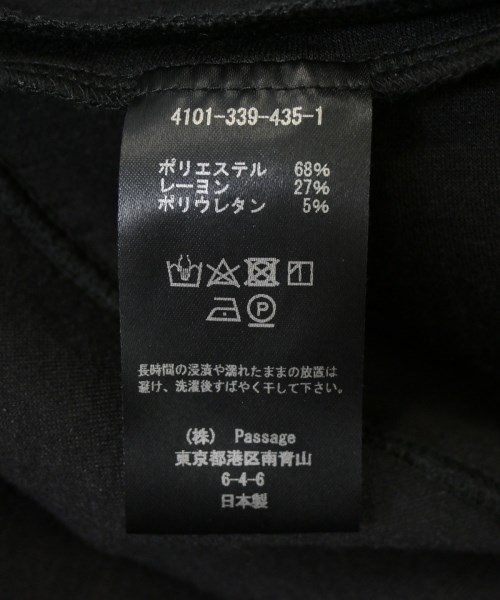 4101-339-435-1
ポリエステル 68%
レーヨン 27%
ポリウレタン 5%
P
長時間の浸漬や濡れたままの放置は
避け、洗濯後すばやく干して下さい。
(株) Passage
東京都港区南青山
6-4-6
日本製